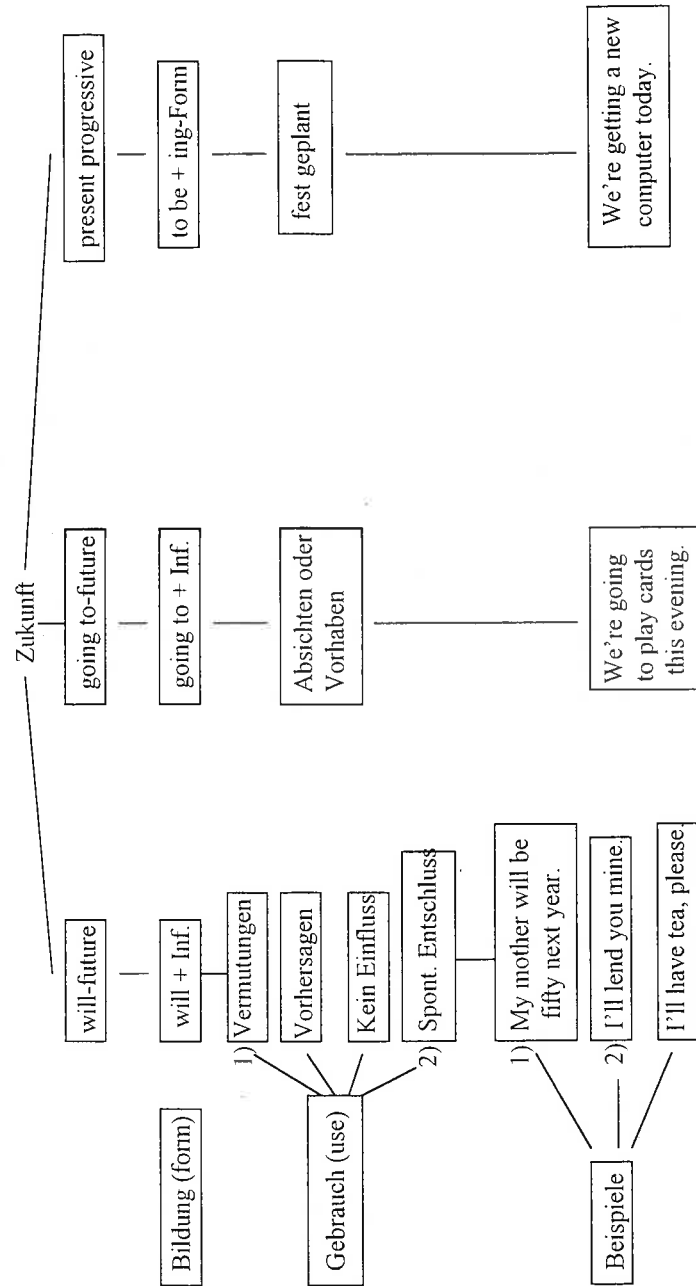 Zukunft
will-future
going to-future
present progressive
Bildung (form)
will + Inf.
going to + Inf.
to be + ing-Form
Gebrauch (use)
1) Vermutungen
Vorhersagen
Kein Einfluss
2) Spont. Entschluss
Absichten oder
Vorhaben
fest geplant
Beispiele
1) My mother will be
fifty next year.
2) I'll lend you mine.
I'll have tea, please.
We're going
to play cards
this evening.
We're getting a new
computer today.